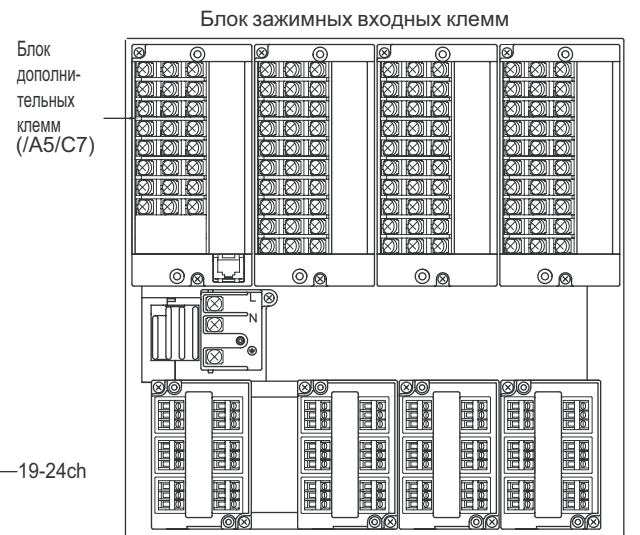 Блок зажимных входных клемм
Блок
дополни-
тельных
клемм
(/A5/C7)
L
N
19-24ch